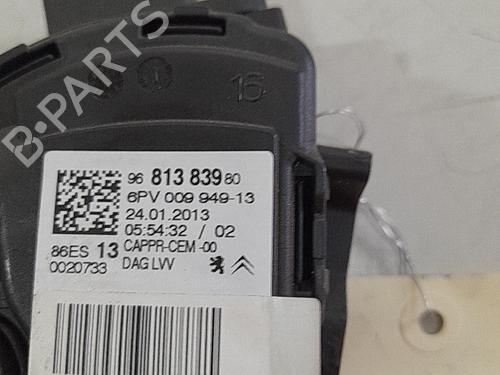 B-PARTS
16
96 813 839 80
6PV 009 949-13
24.01.2013
05:54:32 / 02
86ES 13 CAPPR-CEM -00
0020733 DAG LVV